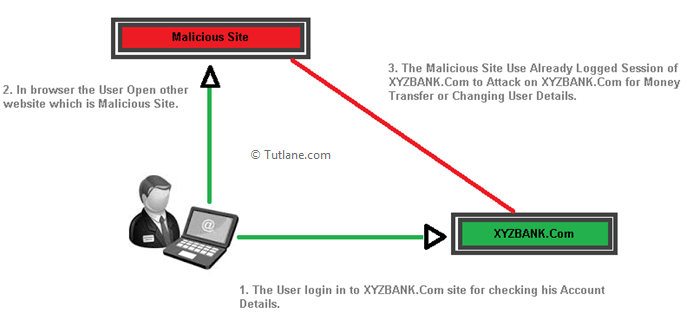 Malicious Site
2. In browser the User Open other
website which is Malicious Site.
3. The Malicious Site Use Already Logged Session of
XYZBANK.Com to Attack on XYZBANK.Com for Money
Transfer or Changing User Details.
© Tutlane.com
@
XYZBANK.Com
1. The User login in to XYZBANK.Com site for checking his Account
Details.